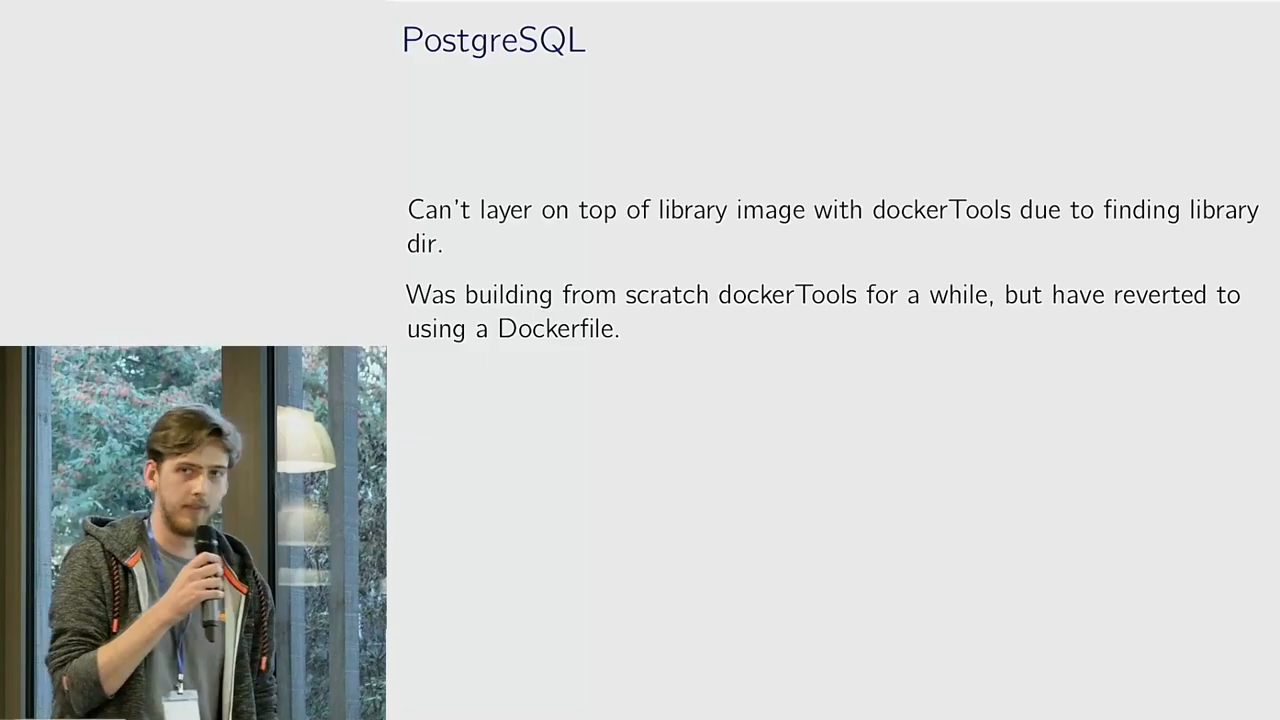 PostgreSQL
Can't layer on top of library image with dockerTools due to finding library
dir.
Was building from scratch dockerTools for a while, but have reverted to
using a Dockerfile.